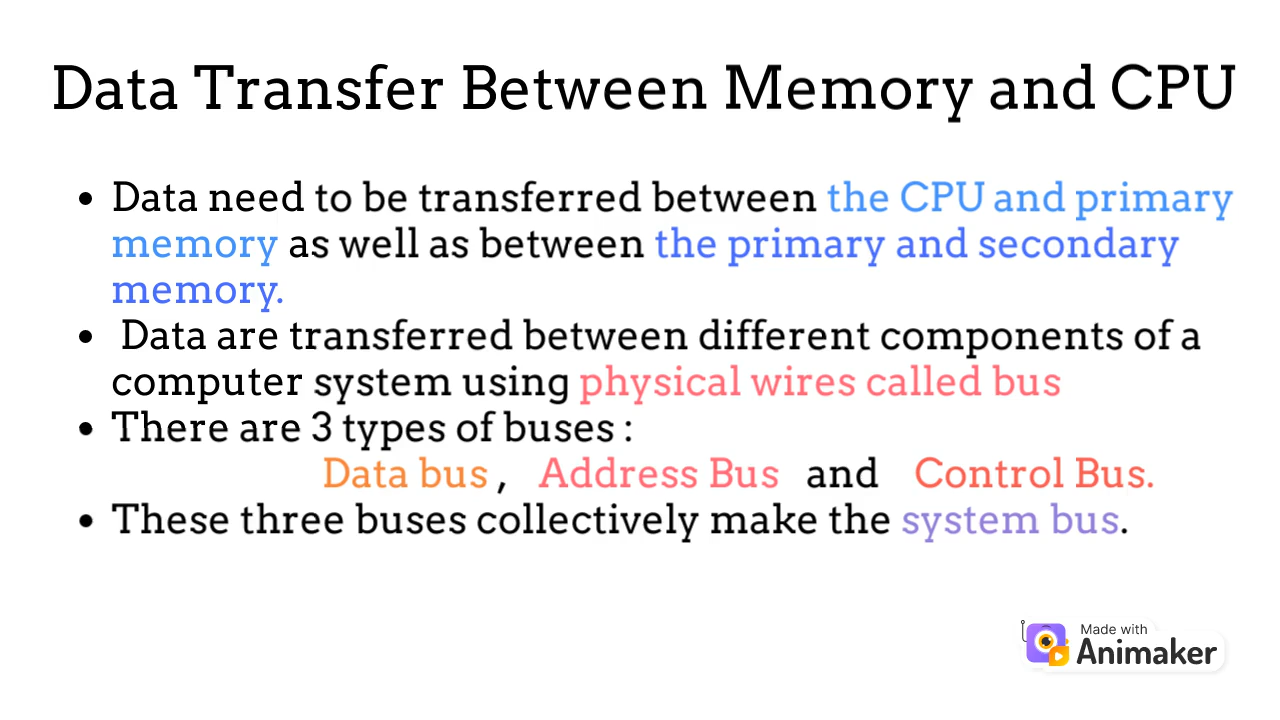 Data Transfer Between Memory and CPU
• Data need to be transferred between the CPU and primary
memory as well as between the primary and secondary
memory.
• Data are transferred between different components of a
computer system using physical wires called bus
• There are 3 types of buses :
Data bus , Address Bus and Control Bus.
• These three buses collectively make the system bus.
Made with
Animaker